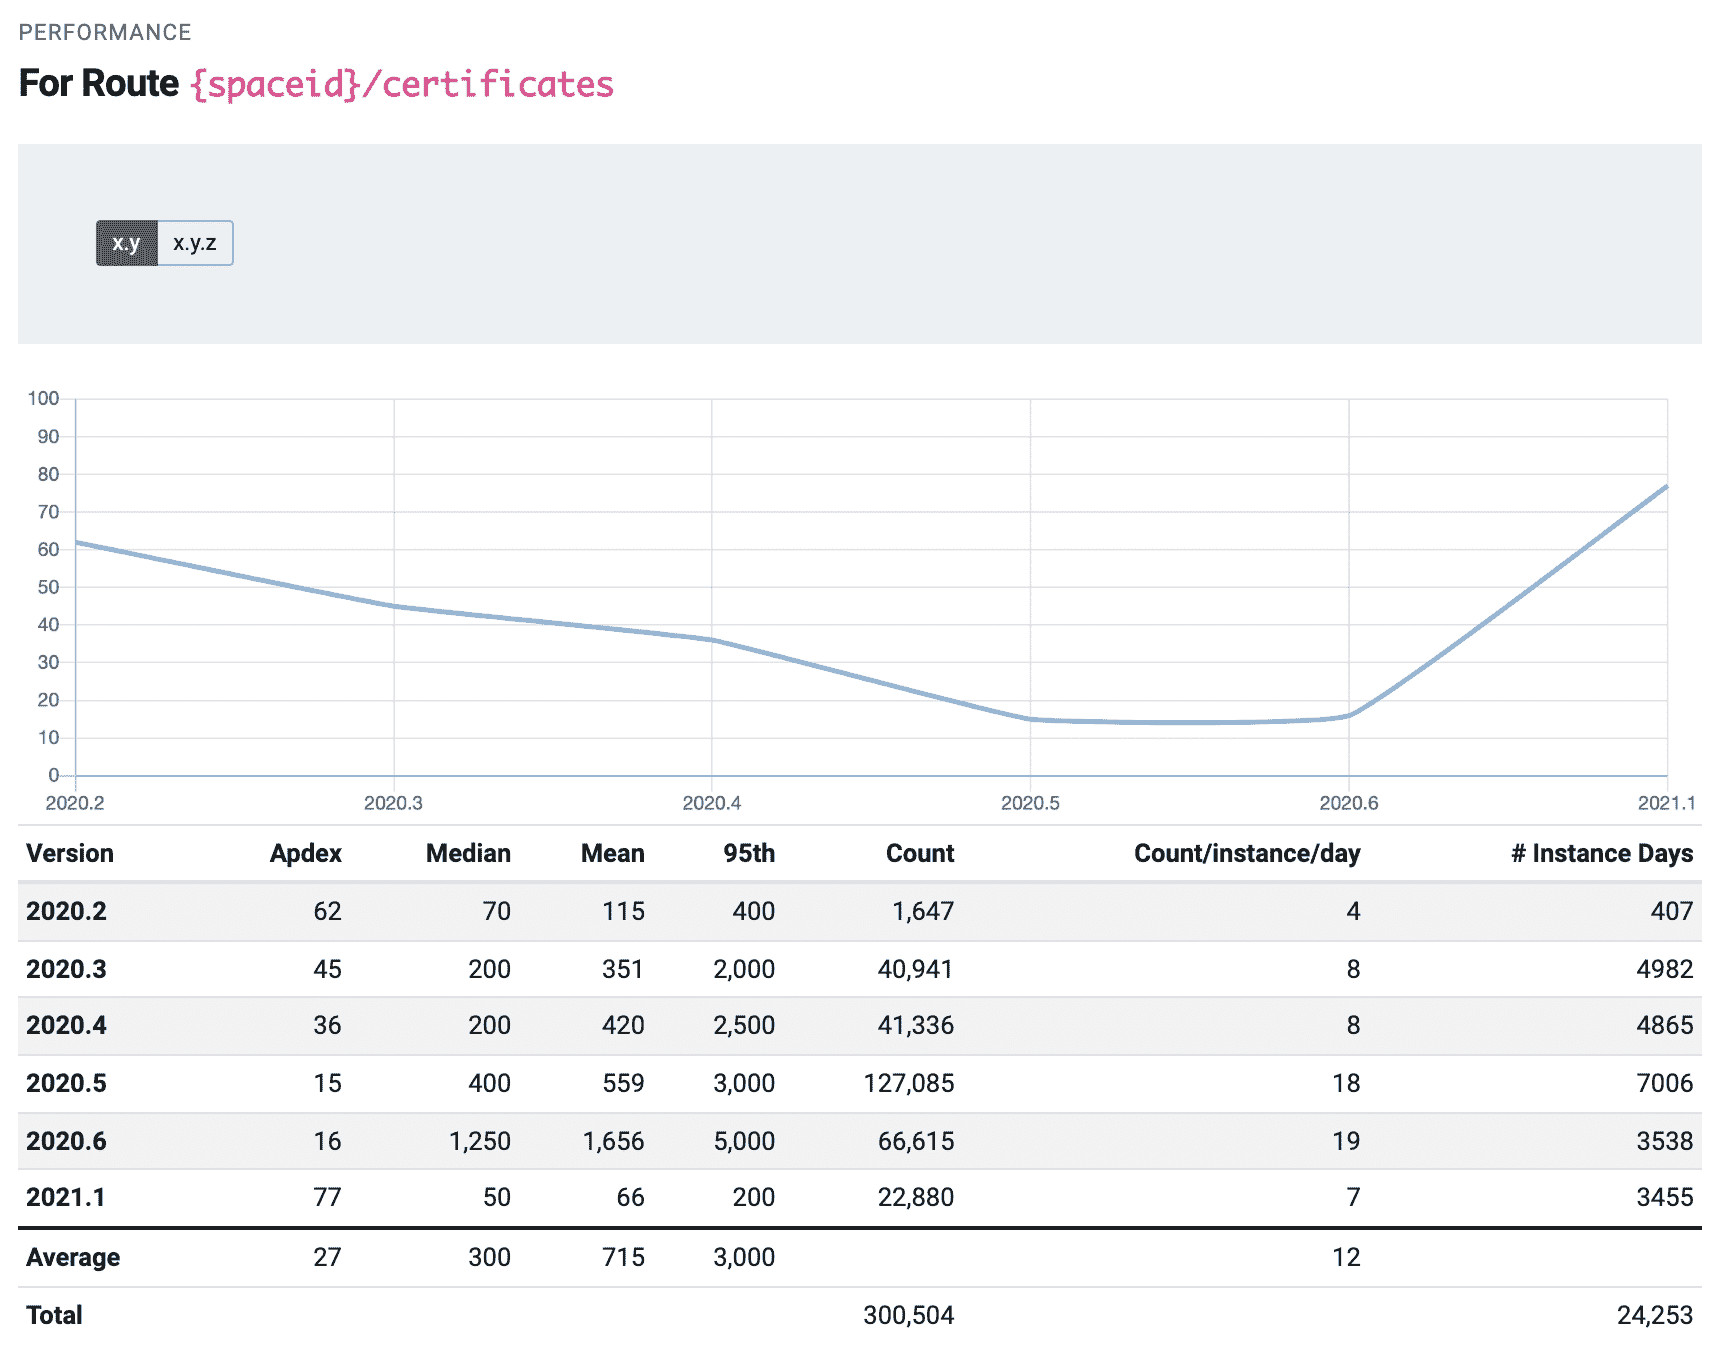 PERFORMANCE
For Route {spaceid}/certificates
x.y x.y.z
100
90
80
70
60
50
40
30
20
10
0
2020.2 2020.3 2020.4 2020.5 2020.6 2021.1
Version Apdex Median Mean 95th Count Count/instance/day # Instance Days
2020.2 62 70 115 400 1,647 4 407
2020.3 45 200 351 2,000 40,941 8 4982
2020.4 36 200 420 2,500 41,336 8 4865
2020.5 15 400 559 3,000 127,085 18 7006
2020.6 16 1,250 1,656 5,000 66,615 19 3538
2021.1 77 50 66 200 22,880 7 3455
Average 27 300 715 3,000 12
Total 300,504 24,253